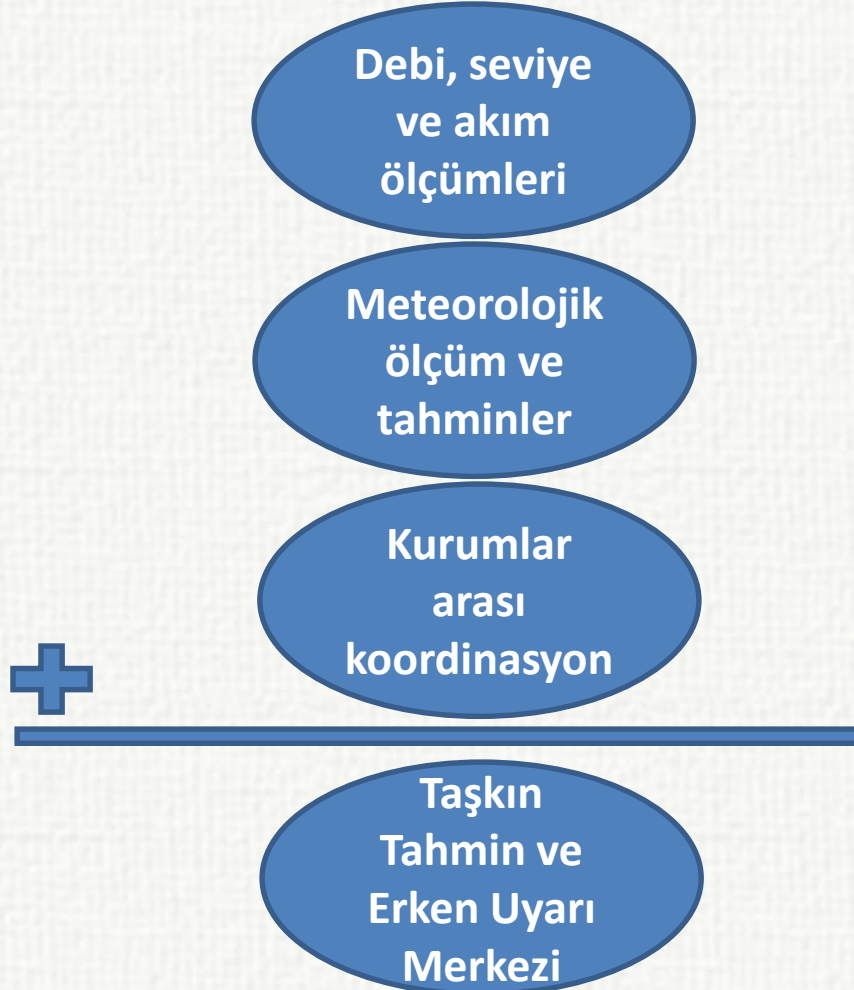 Debi, seviye
ve akım
ölçümleri
Meteorolojik
ölçüm ve
tahminler
Kurumlar
arası
koordinasyon
Taşkın
Tahmin ve
Erken Uyarı
Merkezi